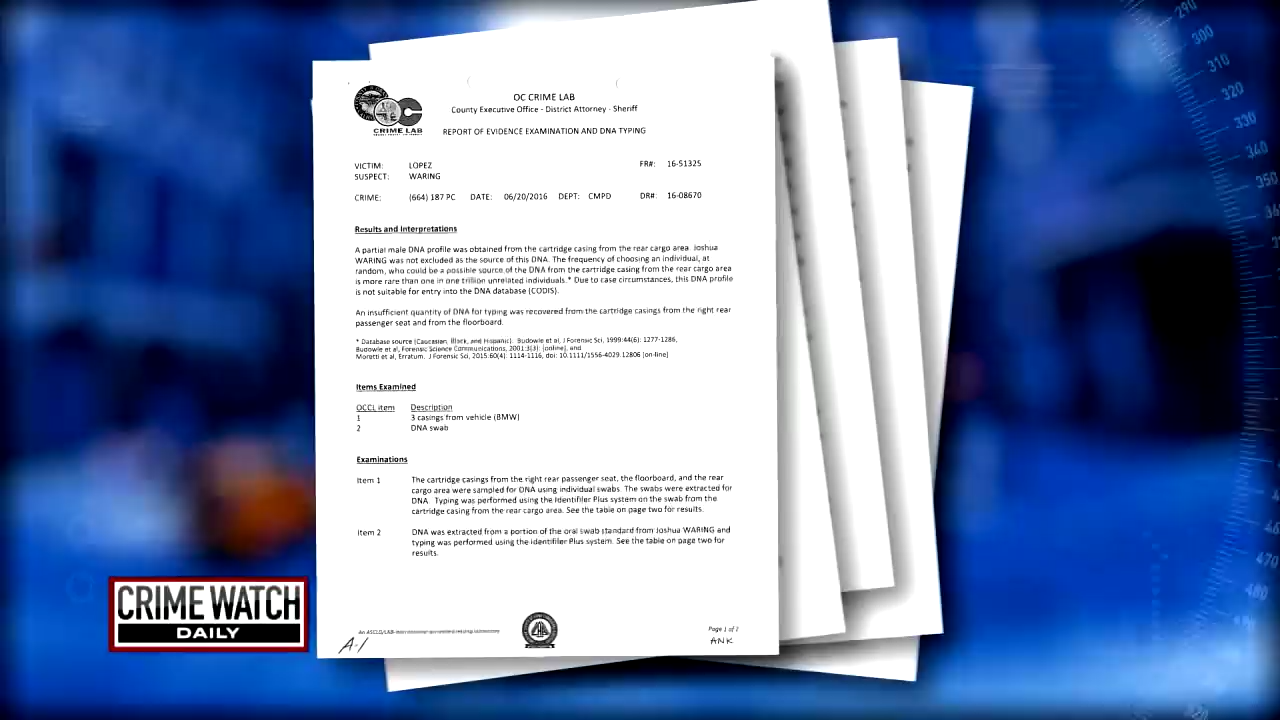 290
300
310
320
330
340
350
470
480
CRIME LAB
OC CRIME LAB
County Executive Office - District Attorney - Sheriff
REPORT OF EVIDENCE EXAMINATION AND DNA TYPING
VICTIM: LOPEZ FR#: 16-51325
SUSPECT: WARING
CRIME: (664) 187 PC DATE: 06/20/2016 DEPT: CMPD DR#: 16-08670
Results and Interpretations
A partial male DNA profile was obtained from the cartridge casing from the rear cargo area. Joshua
WARING was not excluded as the source of this DNA. The frequency of choosing an individual, at
random, who could be a possible source of the DNA from the cartridge casing from the rear cargo area
is more rare than one in one trillion unrelated individuals.* Due to case circumstances, this DNA profile
is not suitable for entry into the DNA database (CODIS).
An insufficient quantity of DNA for typing was recovered from the cartridge casings from the right rear
passenger seat and from the floorboard.
* Database source (Caucasian, Black, and Hispanic). Budowle et al, J Forensic Sci, 1999:44(6): 1277-1286,
Budowle et al, Forensic Science Communications, 2001:3(3): [online], and
Moretti et al, Erratum. J Forensic Sci, 2015:60(4): 1114-1116, doi: 10.1111/1556-4029.12806 [on-line]
Items Examined
OCCL item Description
1 3 casings from vehicle (BMW)
2 DNA swab
Examinations
Item 1 The cartridge casings from the right rear passenger seat, the floorboard, and the rear
cargo area were sampled for DNA using individual swabs. The swabs were extracted for
DNA. Typing was performed using the Identifiler Plus system on the swab from the
cartridge casing from the rear cargo area. See the table on page two for results.
Item 2 DNA was extracted from a portion of the oral swab standard from Joshua WARING and
typing was performed using the Identifiler Plus system. See the table on page two for
results.
An ASCLD/LAB
Page 1 of 2
A-1
ANK
CRIME WATCH
DAILY